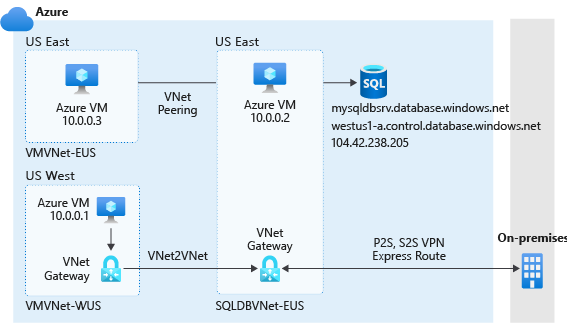 Azure
US East
Azure VM
10.0.0.3
VMVNet-EUS
VNet
Peering
US East
Azure VM
10.0.0.2
SQL
mysqldbsrv.database.windows.net
westus1-a.control.database.windows.net
104.42.238.205
US West
Azure VM
10.0.0.1
VNet
Gateway
VMVNet-WUS
VNet2VNet
VNet
Gateway
SQLDBVNet-EUS
P2S, S2S VPN
Express Route
On-premises